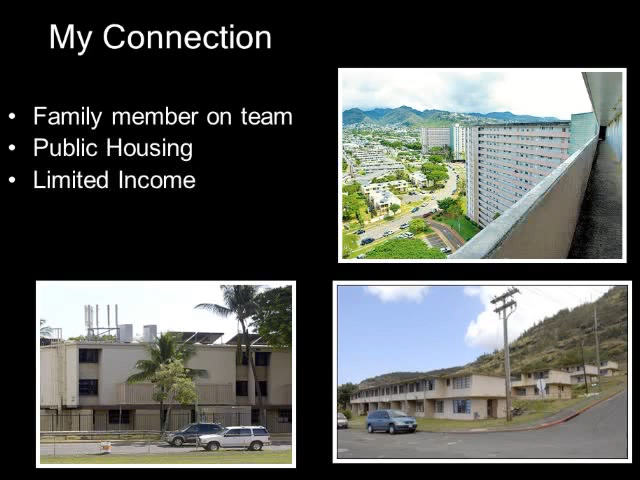 My Connection
• Family member on team
• Public Housing
• Limited Income